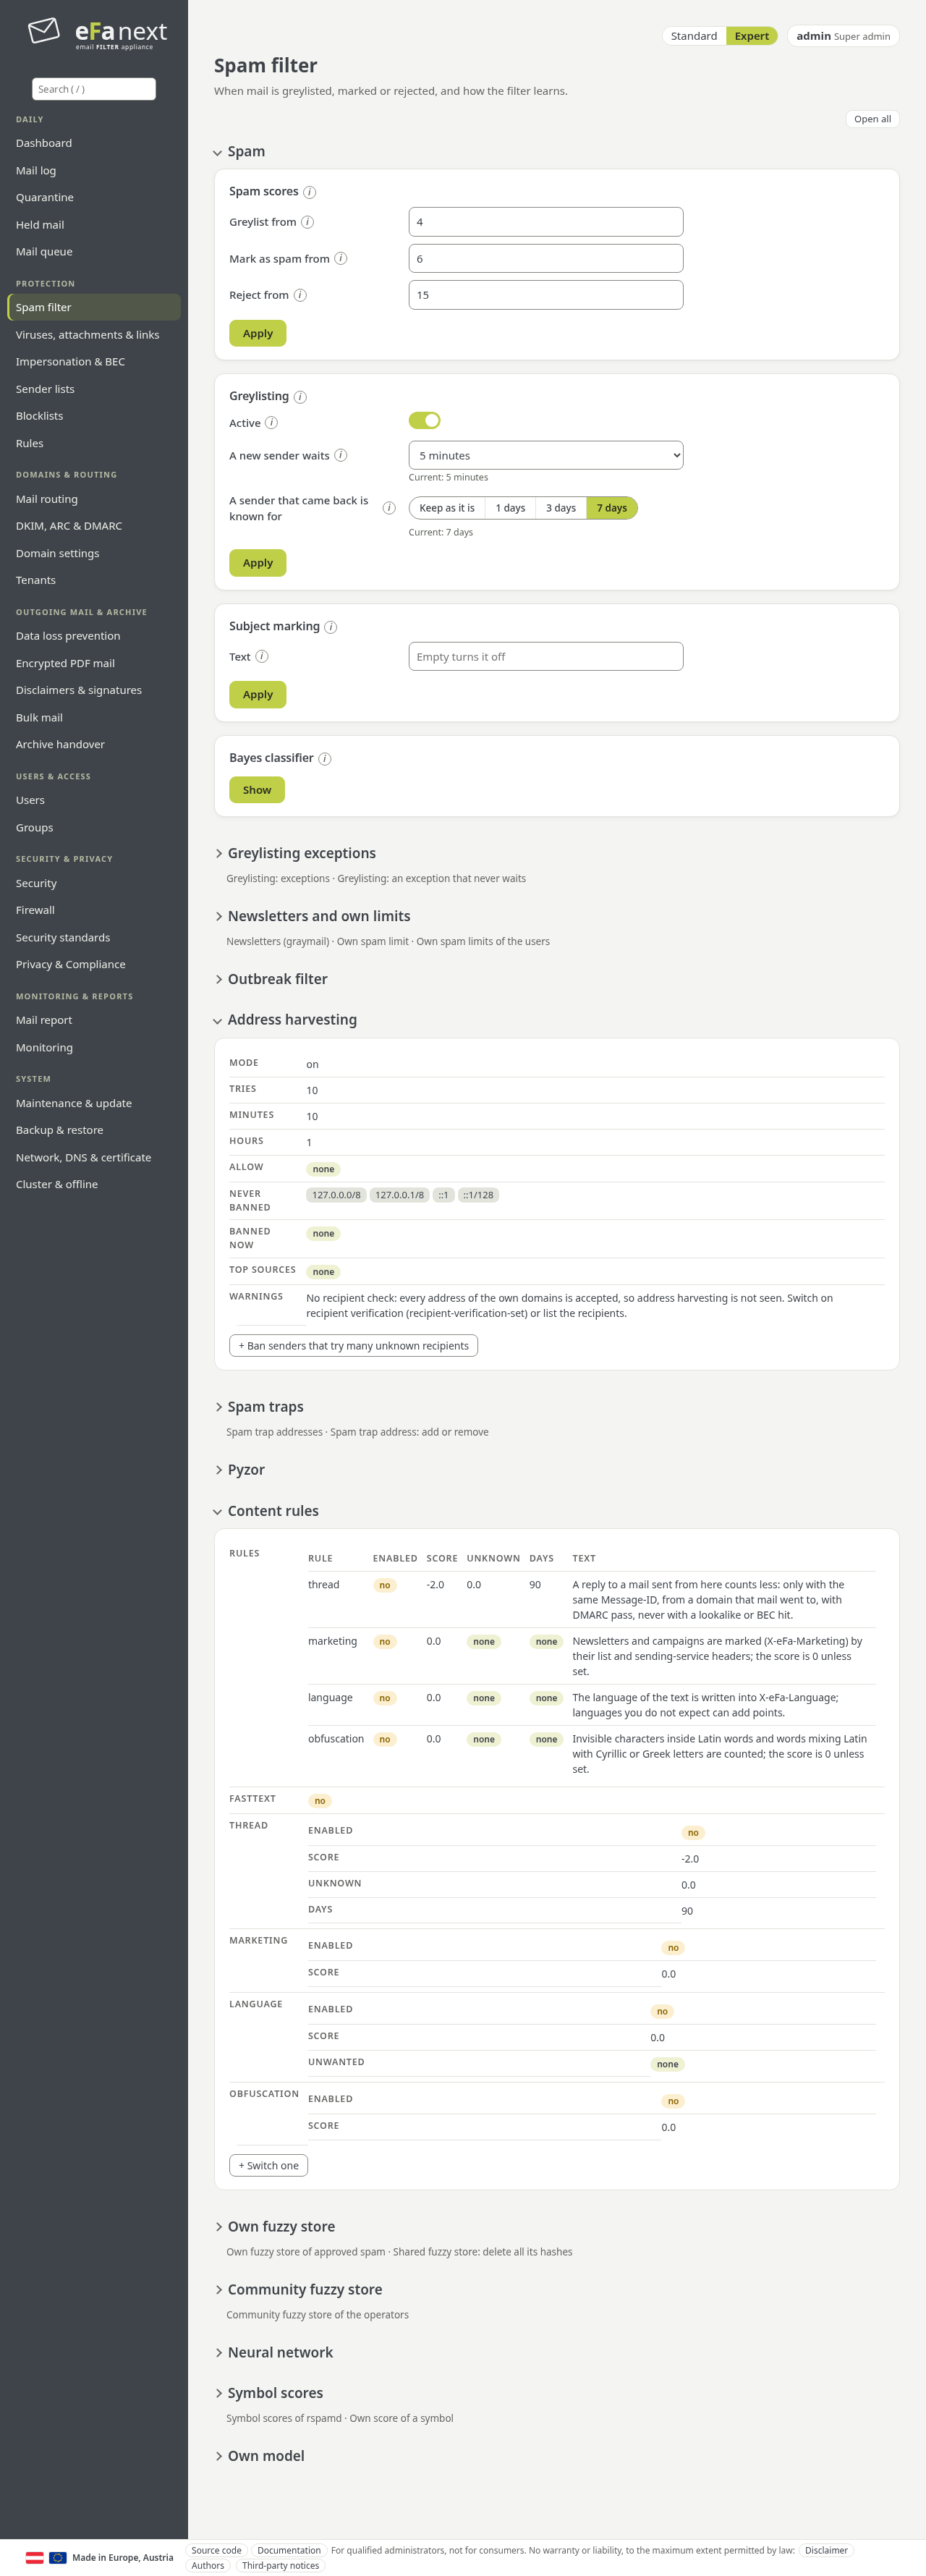 eFa next
email FILTER appliance
Search ( / )
DAILY
Dashboard
Mail log
Quarantine
Held mail
Mail queue
PROTECTION
Spam filter
Viruses, attachments & links
Impersonation & BEC
Sender lists
Blocklists
Rules
DOMAINS & ROUTING
Mail routing
DKIM, ARC & DMARC
Domain settings
Tenants
OUTGOING MAIL & ARCHIVE
Data loss prevention
Encrypted PDF mail
Disclaimers & signatures
Bulk mail
Archive handover
USERS & ACCESS
Users
Groups
SECURITY & PRIVACY
Security
Firewall
Security standards
Privacy & Compliance
MONITORING & REPORTS
Mail report
Monitoring
SYSTEM
Maintenance & update
Backup & restore
Network, DNS & certificate
Cluster & offline
Standard Expert admin Super admin
Spam filter
When mail is greylisted, marked or rejected, and how the filter learns.
Open all
Spam
Spam scores i
Greylist from i 4
Mark as spam from i 6
Reject from i 15
Apply
Greylisting i
Active i
A new sender waits i 5 minutes
Current: 5 minutes
A sender that came back is
known for i Keep as it is 1 days 3 days 7 days
Current: 7 days
Apply
Subject marking i
Text i Empty turns it off
Apply
Bayes classifier i
Show
Greylisting exceptions
Greylisting: exceptions · Greylisting: an exception that never waits
Newsletters and own limits
Newsletters (graymail) · Own spam limit · Own spam limits of the users
Outbreak filter
Address harvesting
MODE on
TRIES 10
MINUTES 10
HOURS 1
ALLOW none
NEVER
BANNED 127.0.0.0/8 127.0.0.1/8 ::1 ::1/128
BANNED
NOW none
TOP SOURCES none
WARNINGS No recipient check: every address of the own domains is accepted, so address harvesting is not seen. Switch on
recipient verification (recipient-verification-set) or list the recipients.
+ Ban senders that try many unknown recipients
Spam traps
Spam trap addresses · Spam trap address: add or remove
Pyzor
Content rules
RULES
RULE ENABLED SCORE UNKNOWN DAYS TEXT
thread no -2.0 0.0 90 A reply to a mail sent from here counts less: only with the
same Message-ID, from a domain that mail went to, with
DMARC pass, never with a lookalike or BEC hit.
marketing no 0.0 none none Newsletters and campaigns are marked (X-eFa-Marketing) by
their list and sending-service headers; the score is 0 unless
set.
language no 0.0 none none The language of the text is written into X-eFa-Language;
languages you do not expect can add points.
obfuscation no 0.0 none none Invisible characters inside Latin words and words mixing Latin
with Cyrillic or Greek letters are counted; the score is 0 unless
set.
FASTTEXT no
THREAD ENABLED no
SCORE -2.0
UNKNOWN 0.0
DAYS 90
MARKETING ENABLED no
SCORE 0.0
LANGUAGE ENABLED no
SCORE 0.0
UNWANTED none
OBFUSCATION ENABLED no
SCORE 0.0
+ Switch one
Own fuzzy store
Own fuzzy store of approved spam · Shared fuzzy store: delete all its hashes
Community fuzzy store
Community fuzzy store of the operators
Neural network
Symbol scores
Symbol scores of rspamd · Own score of a symbol
Own model
Made in Europe, Austria
Source code Documentation For qualified administrators, not for consumers. No warranty or liability, to the maximum extent permitted by law: Disclaimer
Authors Third-party notices